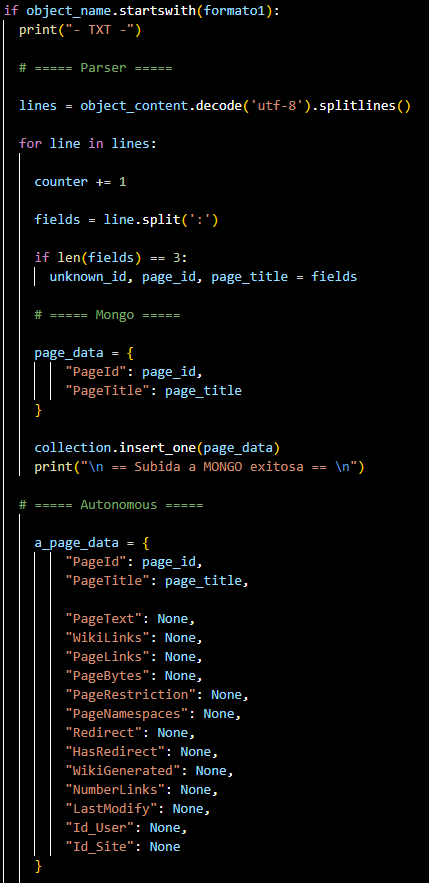 if object_name.startswith(formato1):
print("- TXT -")
# ===== Parser =====
lines = object_content.decode('utf-8').splitlines()
for line in lines:
counter += 1
fields = line.split(':')
if len(fields) == 3:
unknown_id, page_id, page_title = fields
# ===== Mongo =====
page_data = {
"PageId": page_id,
"PageTitle": page_title
}
collection.insert_one(page_data)
print("\n == Subida a MONGO exitosa == \n")
# ===== Autonomous =====
a_page_data = {
"PageId": page_id,
"PageTitle": page_title,
"PageText": None,
"WikiLinks": None,
"PageLinks": None,
"PageBytes": None,
"PageRestriction": None,
"PageNamespaces": None,
"Redirect": None,
"HasRedirect": None,
"WikiGenerated": None,
"NumberLinks": None,
"LastModify": None,
"Id_User": None,
"Id_Site": None
}